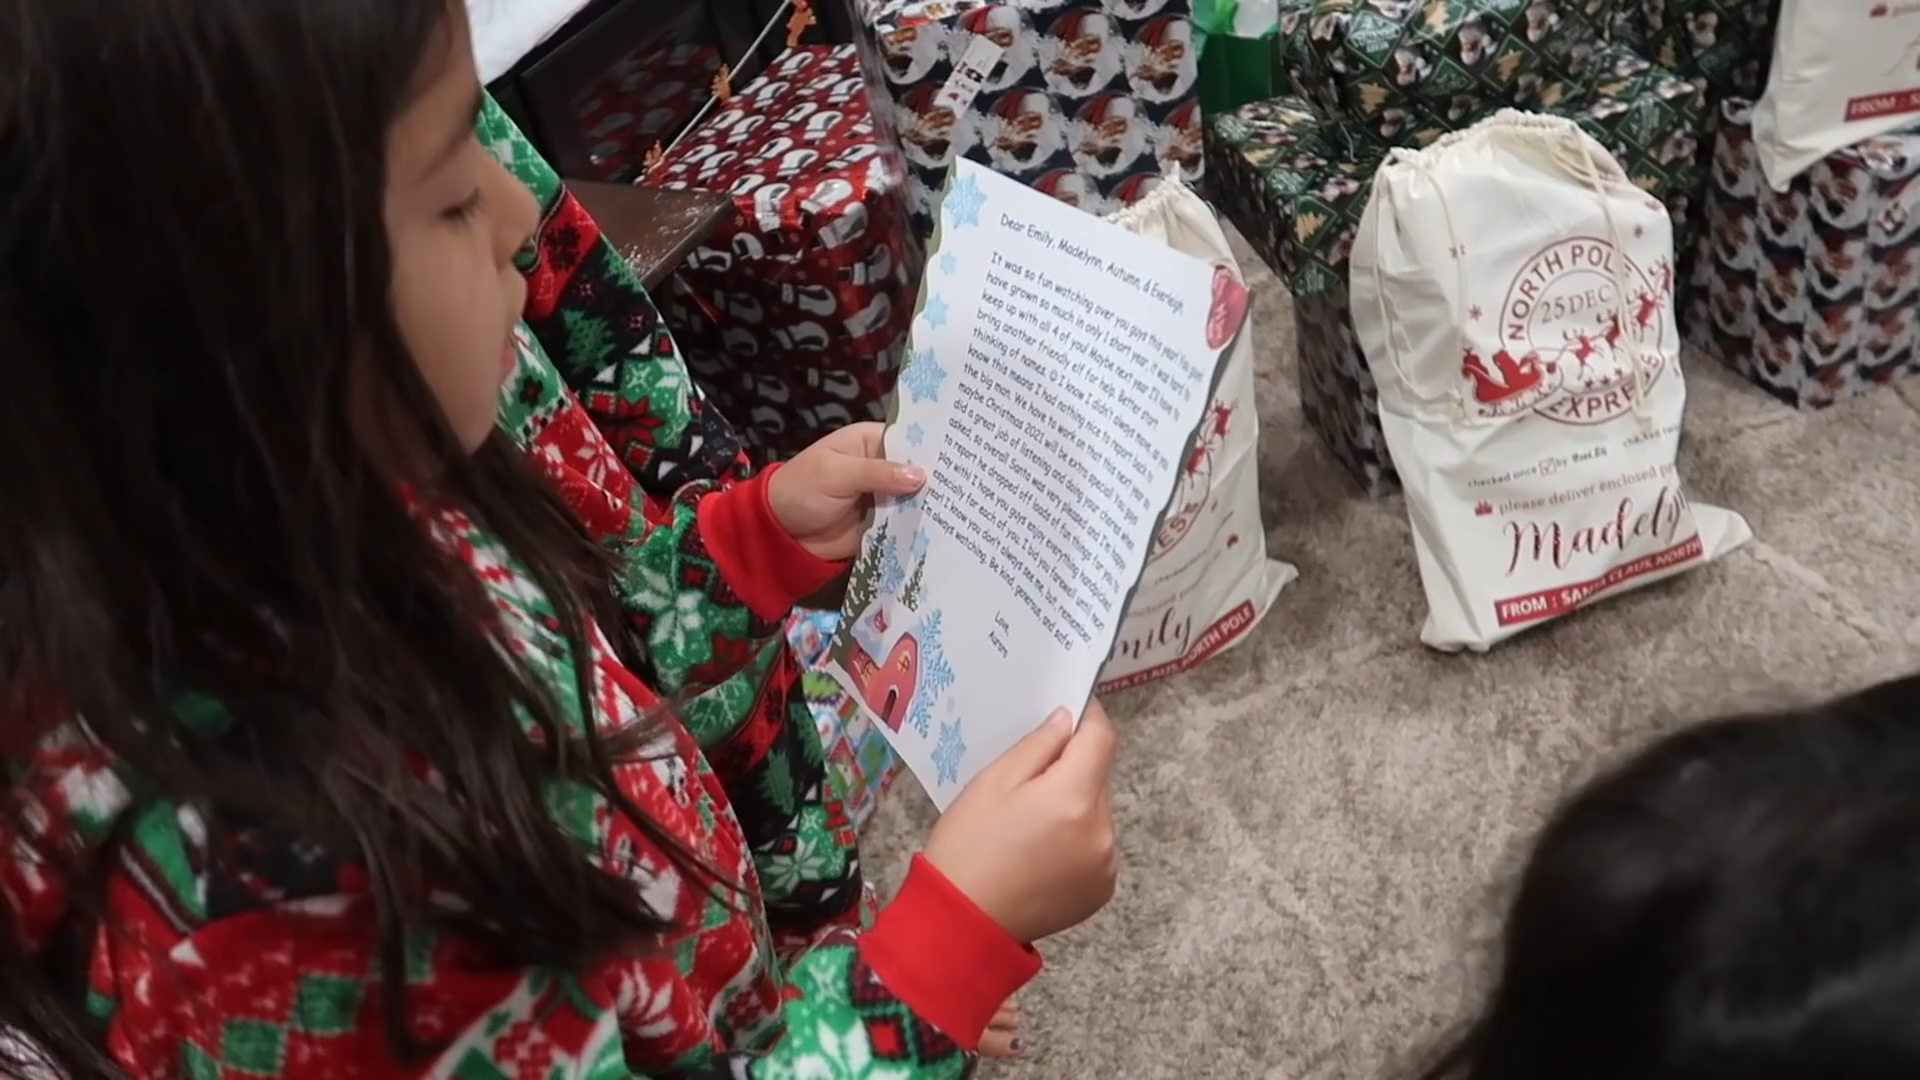 Dear Emily, Madelynn, Autumn, & Everleigh,
It was so fun watching over you guys this year! You guys
have grown so much in only 1 short year, it was hard to
keep up with all 4 of you! Maybe next year I'll have to
bring another friendly elf for help. Better start
thinking of names. ☺ I know I didn't always move, as you
know this means I had nothing nice to report back to
the big man. We have to work on that this next year so
maybe Christmas 2021 will be extra special! You guys
did a great job of listening and doing your chores when
asked, so overall Santa was very pleased and I'm happy
to report he dropped off loads of fun things for you to
play with! I hope you guys enjoy everything handpicked
especially for each of you. I bid you farewell until next
year! I know you don't always see me, but, remember
I'm always watching. Be kind, generous, and safe!
Love,
Aurora
NORTH POLE
25 DEC
EXPRESS
checked once by
please deliver enclosed
Madely
FROM : SANTA CLAUS, NORTH
ESS
mily
NTA CLAUS, NORTH POLE
FROM : S